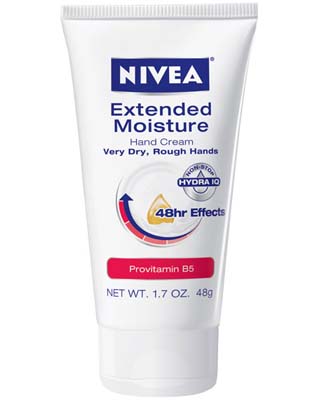 NIVEA
Extended
Moisture
Hand Cream
Very Dry, Rough Hands
NON-STOP
HYDRA IQ
48hr Effects
Provitamin B5
NET WT. 1.7 OZ. 48g